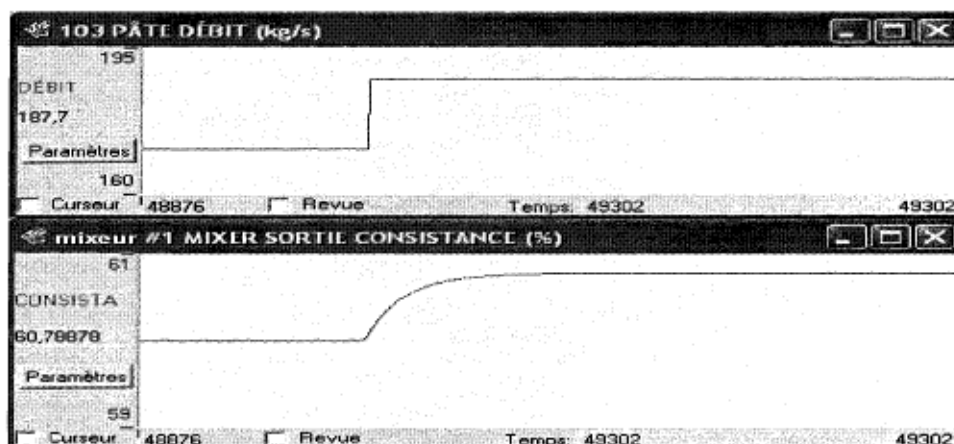 103 PÂTE DÉBIT (kg/s)
195
DÉBIT
187,7
Paramètres
160
Curseur 48876 Revue Temps: 49302 49302
mixeur #1 MIXER SORTIE CONSISTANCE (%)
61
CONSISTA
60,78878
Paramètres
59
Curseur 48876 Revue Temps: 49302 49302